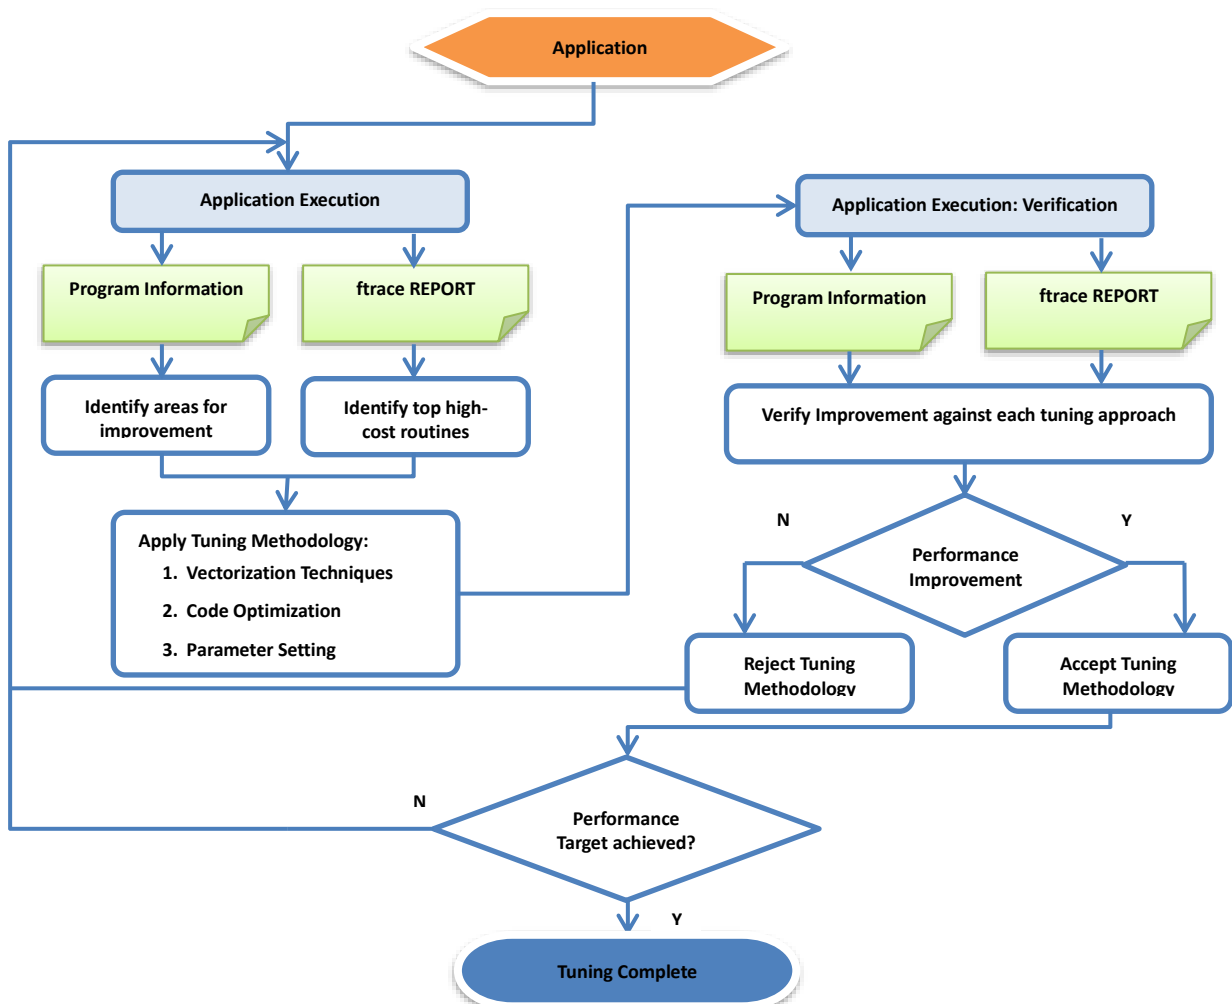 Application
Application Execution
Program Information
ftrace REPORT
Identify areas for
improvement
Identify top high-
cost routines
Apply Tuning Methodology:
1. Vectorization Techniques
2. Code Optimization
3. Parameter Setting
Application Execution: Verification
Program Information
ftrace REPORT
Verify Improvement against each tuning approach
N
Y
Performance
Improvement
Reject Tuning
Methodology
Accept Tuning
Methodology
N
Performance
Target achieved?
Y
Tuning Complete